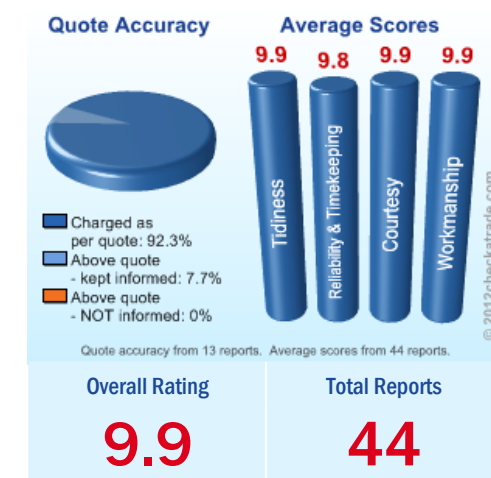 Quote Accuracy
Average Scores
9.9
9.8
9.9
9.9
Tidiness
Reliability & Timekeeping
Courtesy
Workmanship
Charged as
per quote: 92.3%
Above quote
- kept informed: 7.7%
Above quote
- NOT informed: 0%
© 2012checkatrade.com
Quote accuracy from 13 reports. Average scores from 44 reports.
Overall Rating
Total Reports
9.9
44